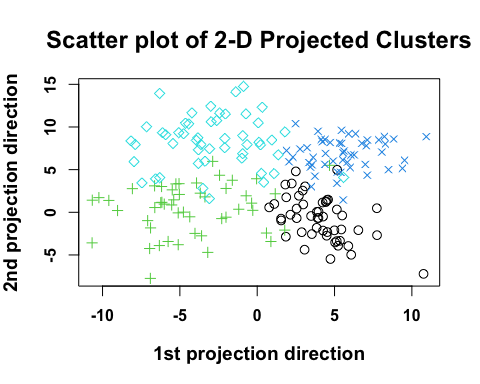 Scatter plot of 2-D Projected Clusters
2nd projection direction
15
10
5
0
-5
-10 -5 0 5 10
1st projection direction